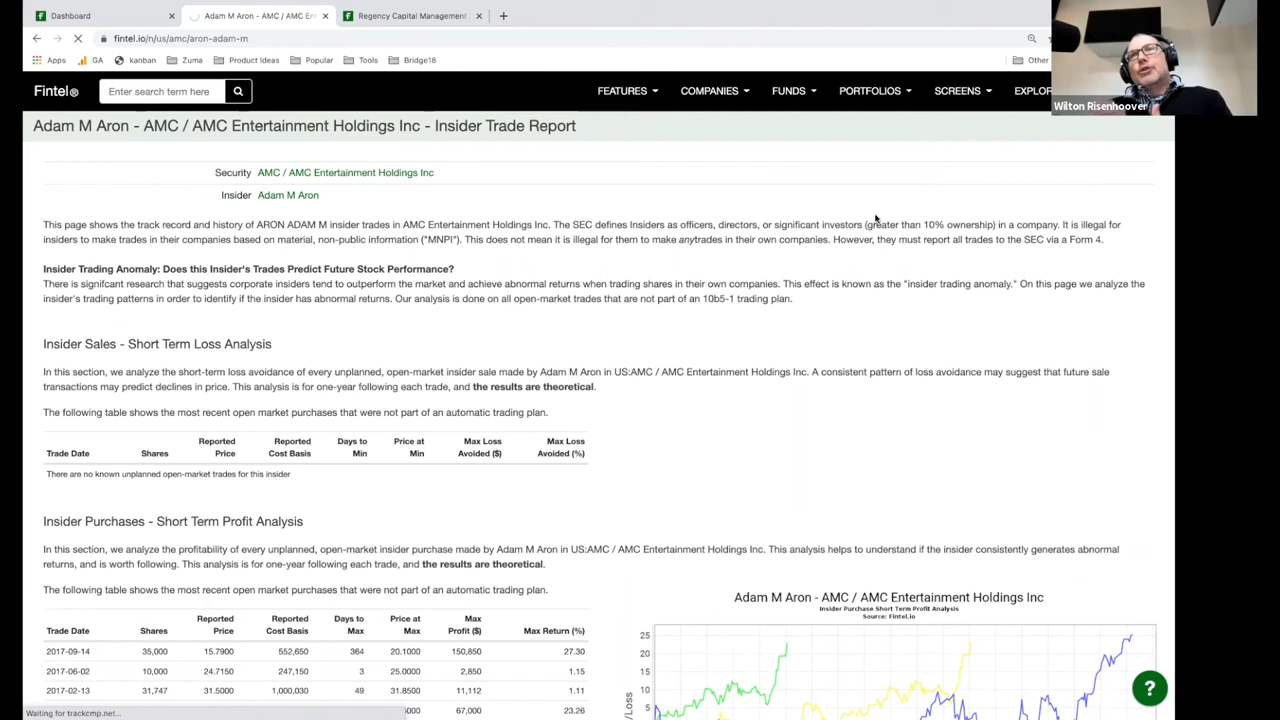 Dashboard
Adam M Aron - AMC / AMC Ent
Regency Capital Management
fintel.io/n/us/amc/aron-adam-m
Apps
GA
kanban
Zuma
Product Ideas
Popular
Tools
Bridge18
Other
Fintel
Enter search term here
FEATURES
COMPANIES
FUNDS
PORTFOLIOS
SCREENS
EXPLOR
Wilton Risenhoover
Adam M Aron - AMC / AMC Entertainment Holdings Inc - Insider Trade Report
Security AMC / AMC Entertainment Holdings Inc
Insider Adam M Aron
This page shows the track record and history of ARON ADAM M insider trades in AMC Entertainment Holdings Inc. The SEC defines Insiders as officers, directors, or significant investors (greater than 10% ownership) in a company. It is illegal for
insiders to make trades in their companies based on material, non-public information ("MNPI"). This does not mean it is illegal for them to make anytrades in their own companies. However, they must report all trades to the SEC via a Form 4.
Insider Trading Anomaly: Does this Insider's Trades Predict Future Stock Performance?
There is signifcant research that suggests corporate insiders tend to outperform the market and achieve abnormal returns when trading shares in their own companies. This effect is known as the "insider trading anomaly." On this page we analyze the
insider's trading patterns in order to identify if the insider has abnormal returns. Our analysis is done on all open-market trades that are not part of an 10b5-1 trading plan.
Insider Sales - Short Term Loss Analysis
In this section, we analyze the short-term loss avoidance of every unplanned, open-market insider sale made by Adam M Aron in US:AMC / AMC Entertainment Holdings Inc. A consistent pattern of loss avoidance may suggest that future sale
transactions may predict declines in price. This analysis is for one-year following each trade, and the results are theoretical.
The following table shows the most recent open market purchases that were not part of an automatic trading plan.
Trade Date Shares Reported Price Reported Cost Basis Days to Min Price at Min Max Loss Avoided ($) Max Loss Avoided (%)
There are no known unplanned open-market trades for this insider
Insider Purchases - Short Term Profit Analysis
In this section, we analyze the profitability of every unplanned, open-market insider purchase made by Adam M Aron in US:AMC / AMC Entertainment Holdings Inc. This analysis helps to understand if the insider consistently generates abnormal
returns, and is worth following. This analysis is for one-year following each trade, and the results are theoretical.
The following table shows the most recent open market purchases that were not part of an automatic trading plan.
Trade Date Shares Reported Price Reported Cost Basis Days to Max Price at Max Max Profit ($) Max Return (%)
2017-09-14 35,000 15.7900 552,650 364 20.1000 150,850 27.30
2017-06-02 10,000 24.7150 247,150 3 25.0000 2,850 1.15
2017-02-13 31,747 31.5000 1,000,030 49 31.8500 11,112 1.11
67,000 23.26
Adam M Aron - AMC / AMC Entertainment Holdings Inc
Insider Purchase Short Term Profit Analysis
Source: Fintel.io
25
20
15
10
5
/Loss
?
Waiting for trackcmp.net...